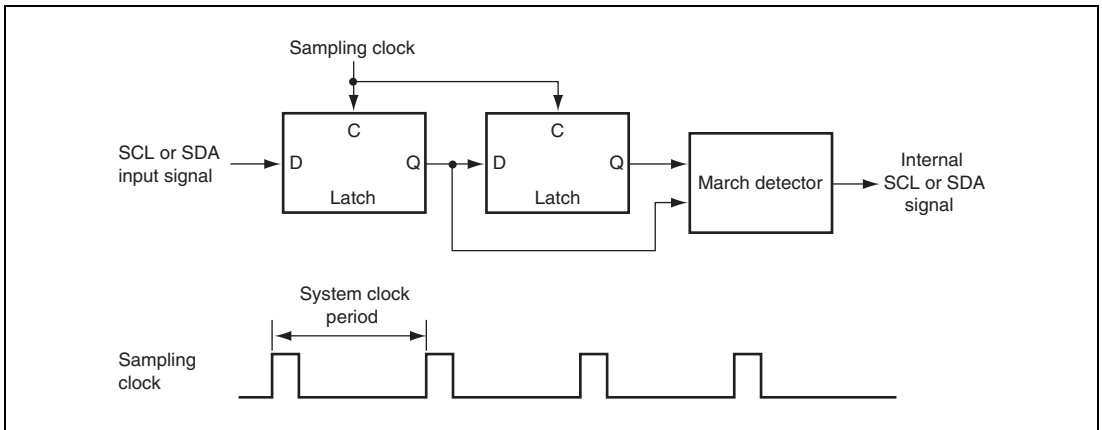 Sampling clock
C
C
SCL or SDA
input signal
D
Q
D
Q
Latch
Latch
March detector
Internal
SCL or SDA
signal
System clock
period
Sampling
clock